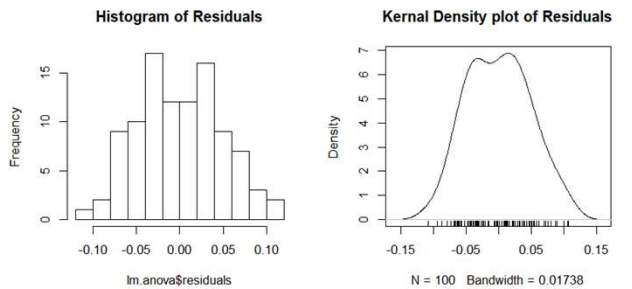 Histogram of Residuals
Frequency
0
5
10
15
-0.10 -0.05 0.00 0.05 0.10
lm.anova$residuals
Kernal Density plot of Residuals
Density
0
1
2
3
4
5
6
7
-0.15 -0.05 0.05 0.15
N = 100 Bandwidth = 0.01738